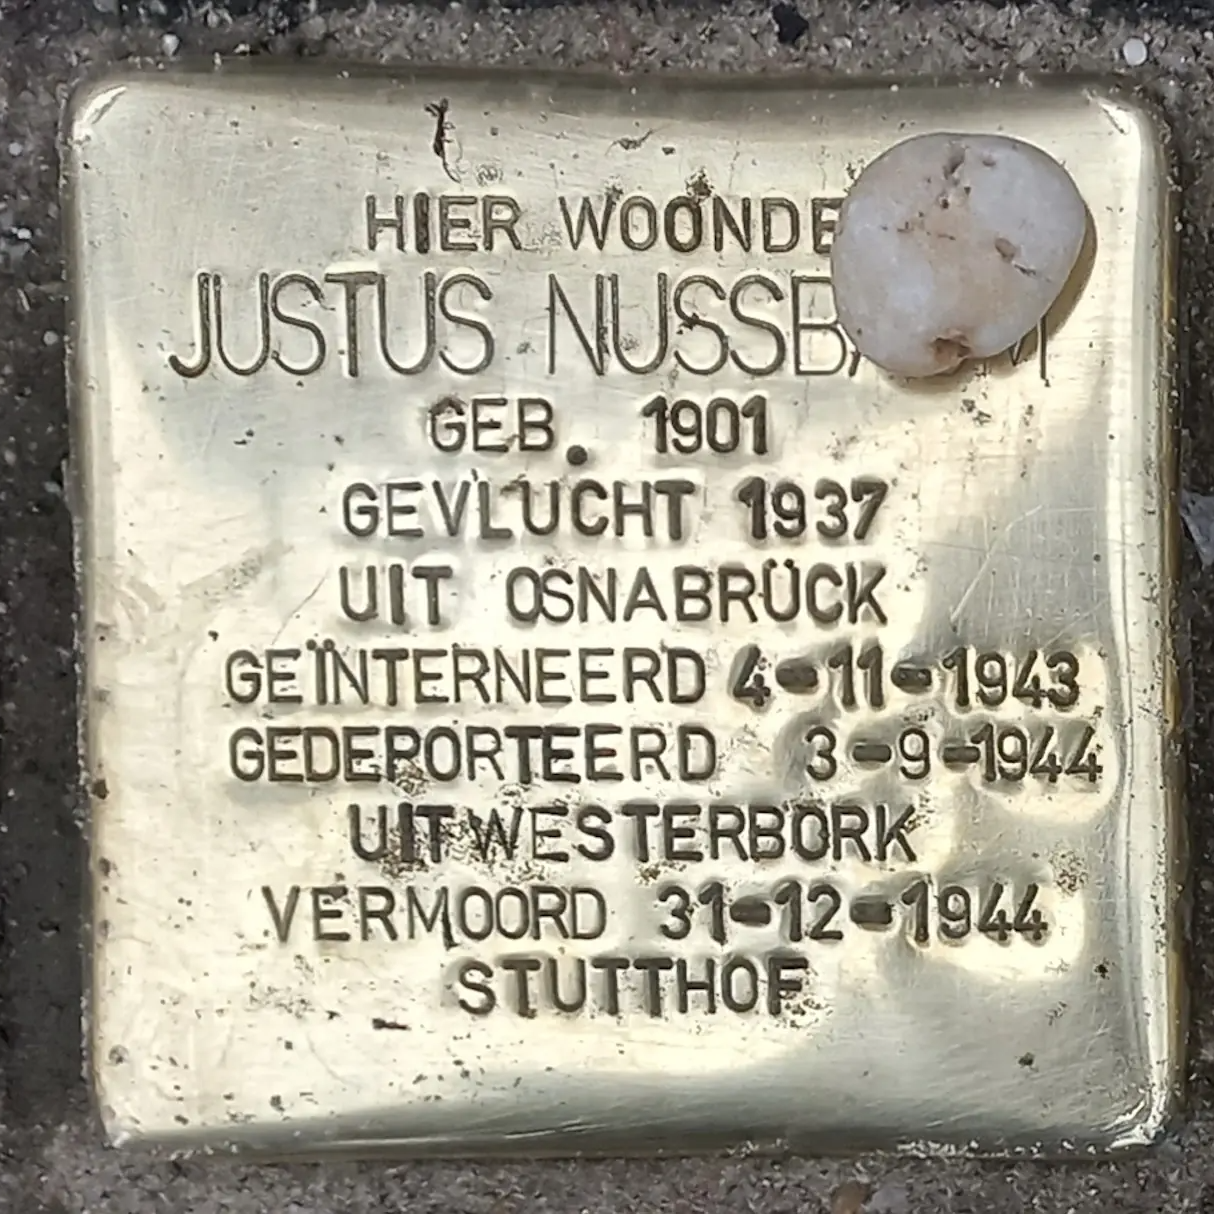 HIER WOONDE
JUSTUS
GEB. 1901
GEVLUCHT 1937
UIT OSNABRÜCK
GEÏNTERNEERD 4-11-1943
GEDEPORTEERD 3-9-1944
UIT WESTERBORK
VERMOORD 31-12-1944
STUTTHOF